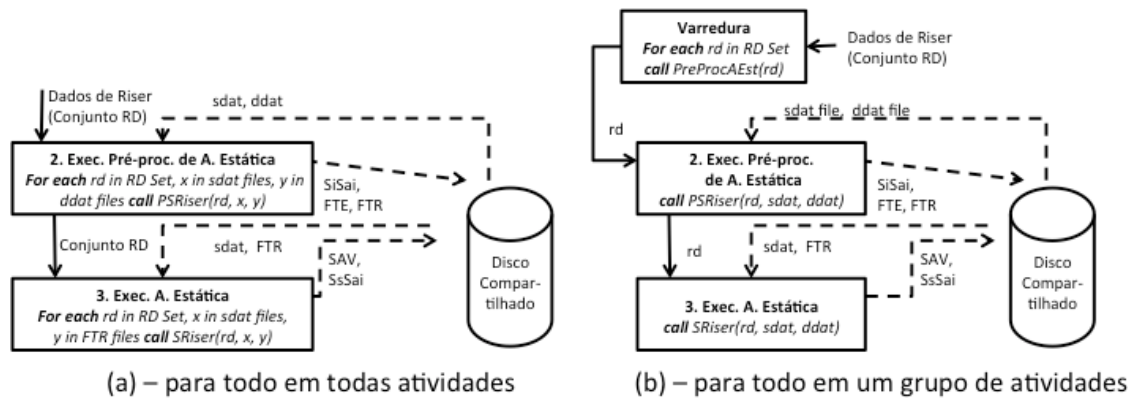 Dados de Riser
(Conjunto RD)
sdat, ddat
2. Exec. Pré-proc. de A. Estática
For each rd in RD Set, x in sdat files, y in
ddat files call PSRiser(rd, x, y)
SiSai,
FTE, FTR
Conjunto RD
sdat, FTR
SAV,
SsSai
3. Exec. A. Estática
For each rd in RD Set, x in sdat files,
y in FTR files call SRiser(rd, x, y)
Disco
Compar-
tilhado
(a) – para todo em todas atividades
Varredura
For each rd in RD Set
call PreProcAEst(rd)
Dados de Riser
(Conjunto RD)
rd
sdat file, ddat file
2. Exec. Pré-proc.
de A. Estática
call PSRiser(rd, sdat, ddat)
SiSai,
FTE, FTR
rd
sdat, FTR
SAV,
SsSai
3. Exec. A. Estática
call SRiser(rd, sdat, ddat)
Disco
Compar-
tilhado
(b) – para todo em um grupo de atividades